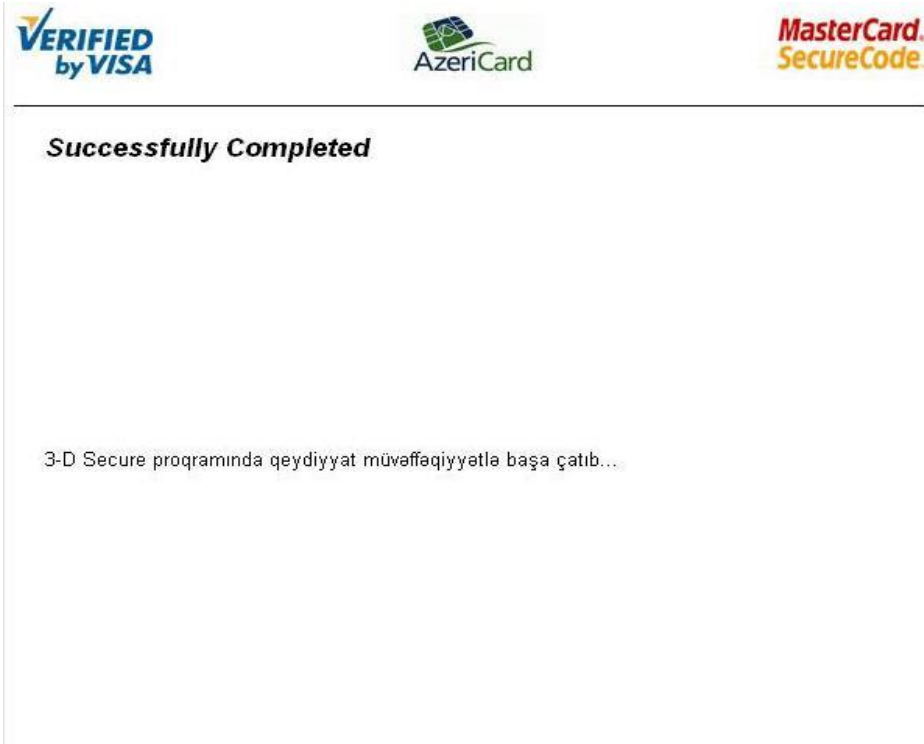 VERIFIED
by VISA
AzeriCard
MasterCard.
SecureCode
Successfully Completed
3-D Secure proqramında qeydiyyat müvəffəqiyyətlə başa çatıb...